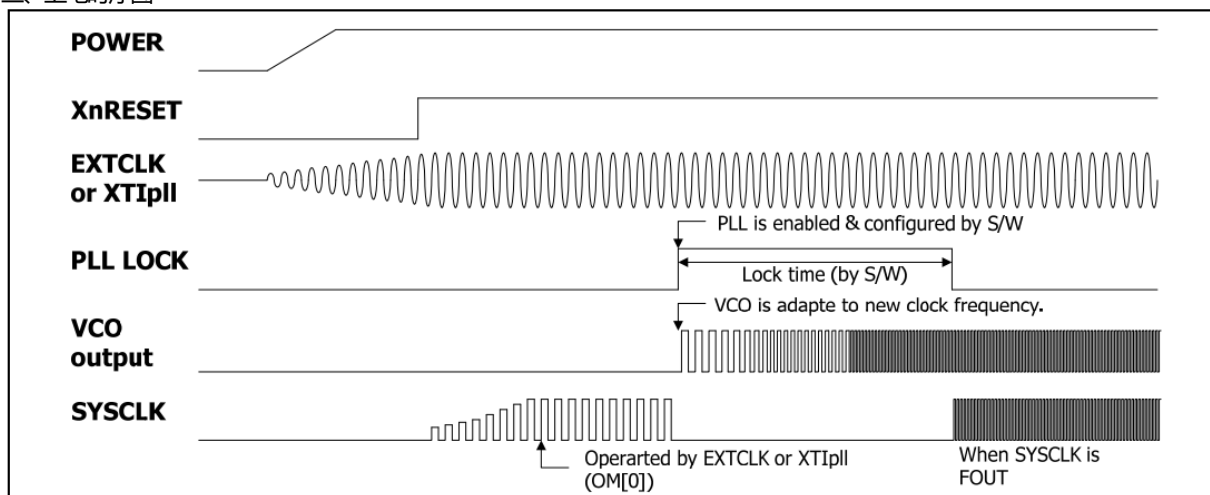 POWER
XnRESET
EXTCLK
or XTIpll
PLL is enabled & configured by S/W
PLL LOCK
Lock time (by S/W)
VCO is adapte to new clock frequency.
VCO
output
SYSCLK
Operarted by EXTCLK or XTIpll
(OM[0])
When SYSCLK is
FOUT